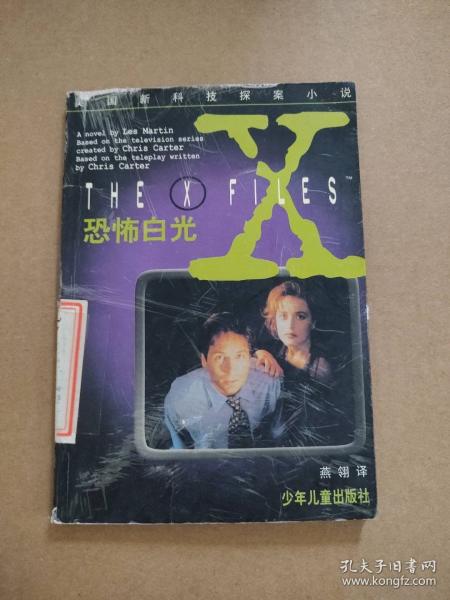 美国新科技探案小说
A novel by Les Martin
Based on the television series
created by Chris Carter
Based on the teleplay written
by Chris Carter
X
THE X FILES™
恐怖白光
燕翎译
少年儿童出版社
孔夫子旧书网
www.kongfz.com